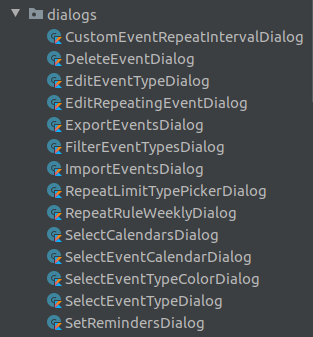 dialogs
CustomEventRepeatIntervalDialog
DeleteEventDialog
EditEventTypeDialog
EditRepeatingEventDialog
ExportEventsDialog
FilterEventTypesDialog
ImportEventsDialog
RepeatLimitTypePickerDialog
RepeatRuleWeeklyDialog
SelectCalendarsDialog
SelectEventCalendarDialog
SelectEventTypeColorDialog
SelectEventTypeDialog
SetRemindersDialog